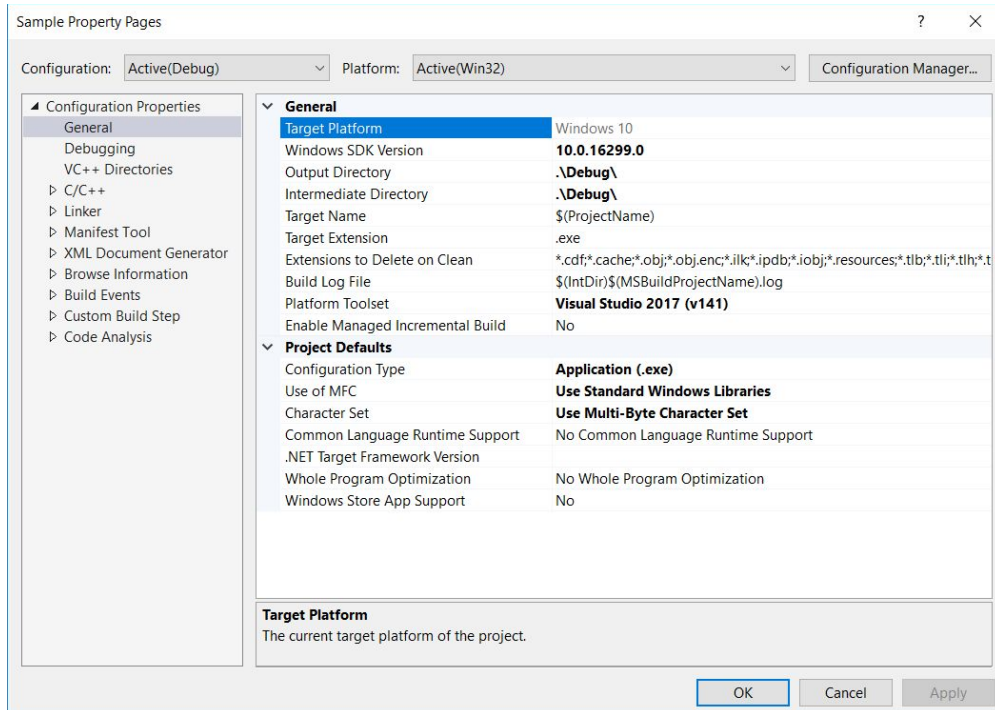 Sample Property Pages ? ×
Configuration: Active(Debug) Platform: Active(Win32) Configuration Manager...
Configuration Properties
General
Debugging
VC++ Directories
C/C++
Linker
Manifest Tool
XML Document Generator
Browse Information
Build Events
Custom Build Step
Code Analysis
General
Target Platform Windows 10
Windows SDK Version 10.0.16299.0
Output Directory .\Debug\
Intermediate Directory .\Debug\
Target Name $(ProjectName)
Target Extension .exe
Extensions to Delete on Clean *.cdf;*.cache;*.obj;*.obj.enc;*.ilk;*.ipdb;*.iobj;*.resources;*.tlb;*.tli;*.tlh;*.t
Build Log File $(IntDir)$(MSBuildProjectName).log
Platform Toolset Visual Studio 2017 (v141)
Enable Managed Incremental Build No
Project Defaults
Configuration Type Application (.exe)
Use of MFC Use Standard Windows Libraries
Character Set Use Multi-Byte Character Set
Common Language Runtime Support No Common Language Runtime Support
.NET Target Framework Version
Whole Program Optimization No Whole Program Optimization
Windows Store App Support No
Target Platform
The current target platform of the project.
OK Cancel Apply